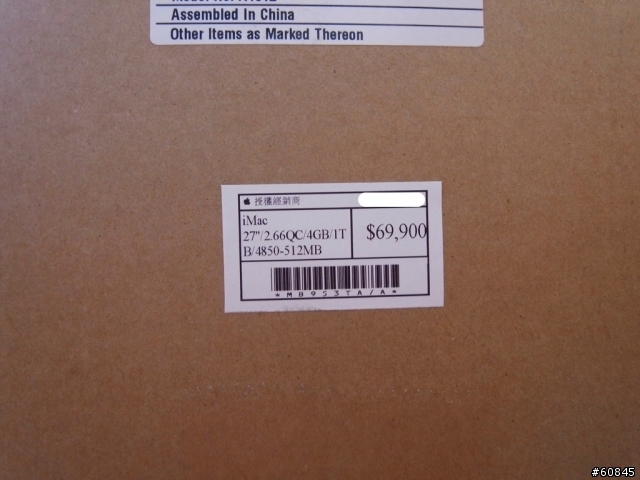 Assembled In China
Other Items as Marked Thereon
授權經銷商
iMac
27"/2.66QC/4GB/1T
B/4850-512MB
$69,900
*MB953TA/A*
#60845